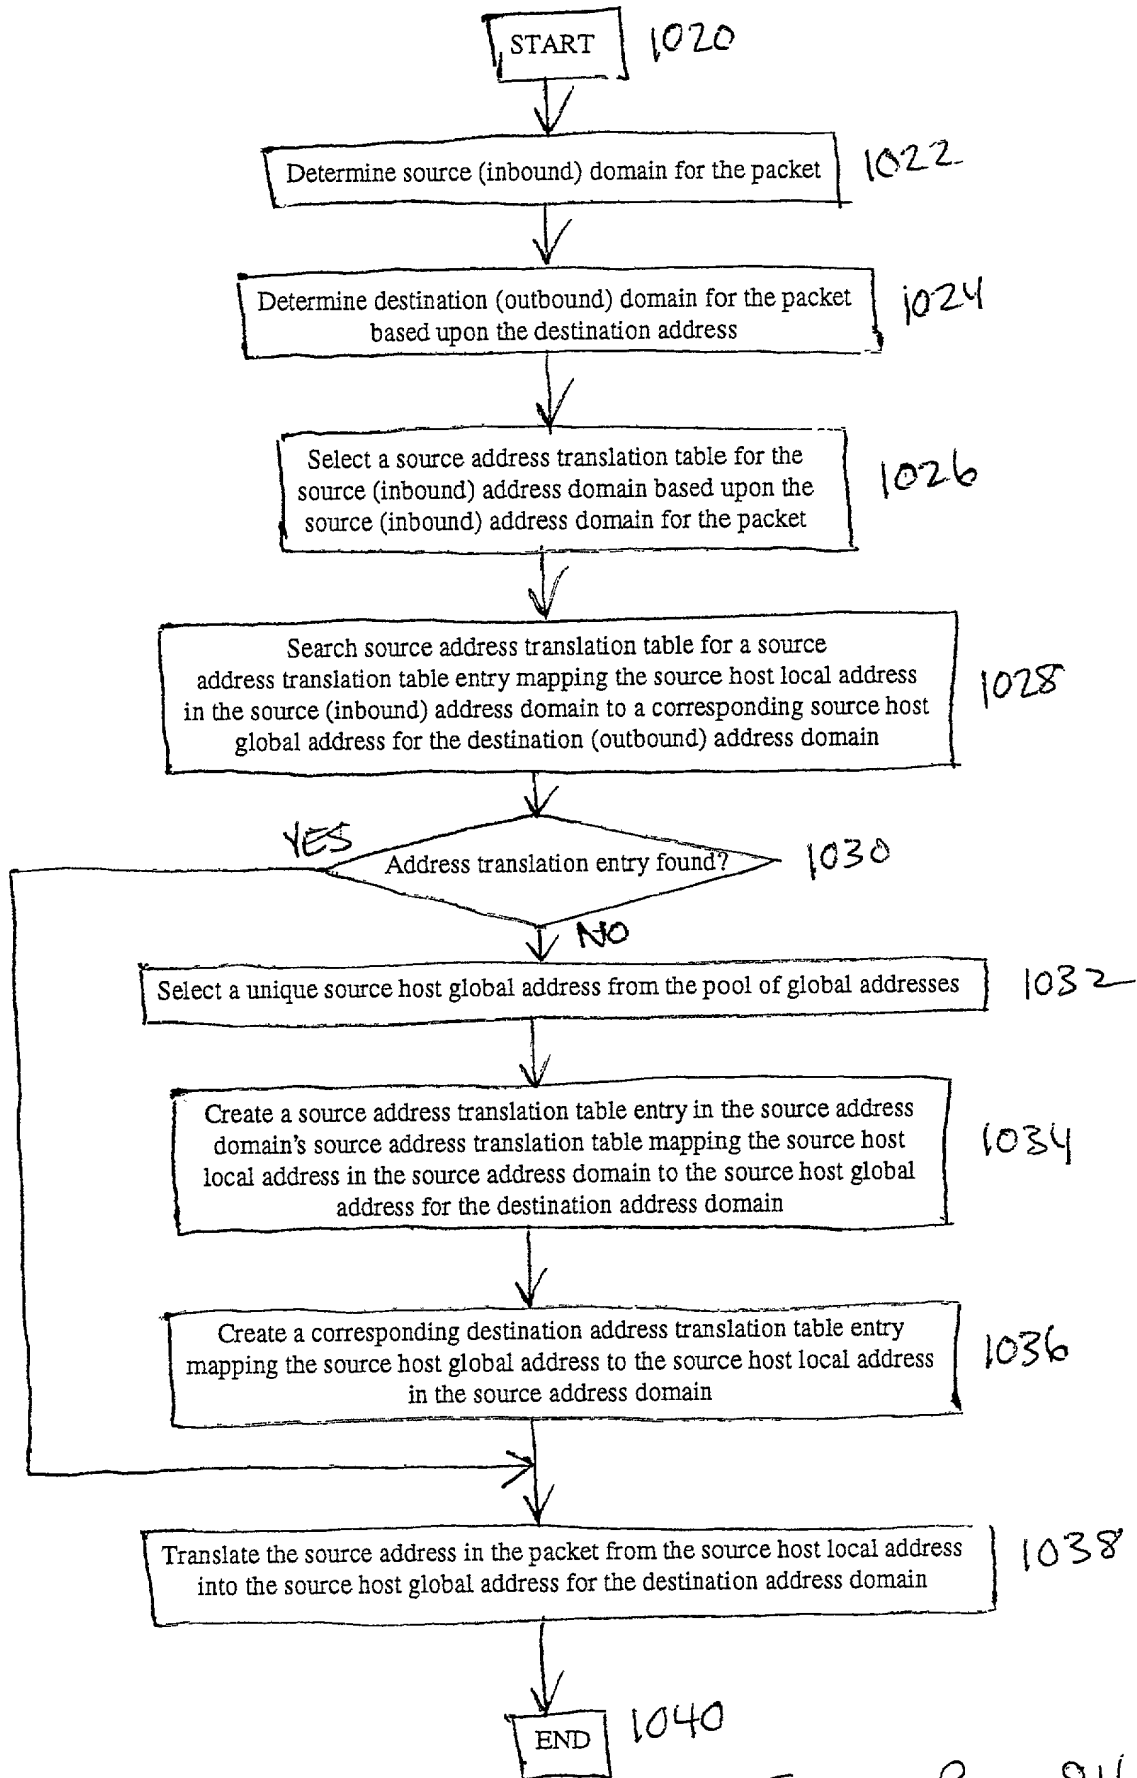 START 1020
Determine source (inbound) domain for the packet 1022
Determine destination (outbound) domain for the packet 1024
based upon the destination address
Select a source address translation table for the
source (inbound) address domain based upon the 1026
source (inbound) address domain for the packet
Search source address translation table for a source
address translation table entry mapping the source host local address 1028
in the source (inbound) address domain to a corresponding source host
global address for the destination (outbound) address domain
YES
Address translation entry found? 1030
NO
Select a unique source host global address from the pool of global addresses 1032
Create a source address translation table entry in the source address
domain's source address translation table mapping the source host 1034
local address in the source address domain to the source host global
address for the destination address domain
Create a corresponding destination address translation table entry
mapping the source host global address to the source host local address 1036
in the source address domain
Translate the source address in the packet from the source host local address 1038
into the source host global address for the destination address domain
END 1040